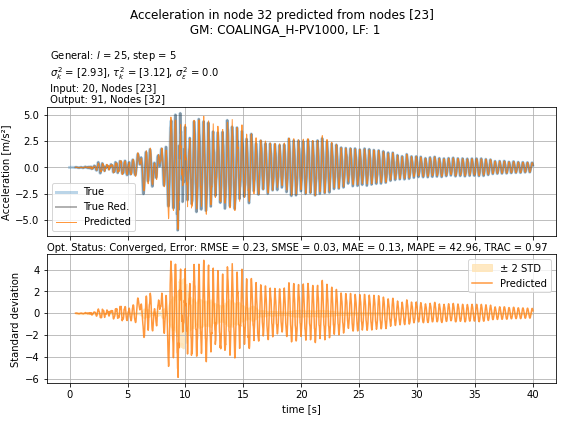 Acceleration in node 32 predicted from nodes [23]
GM: COALINGA_H-PV1000, LF: 1
General: l = 25, step = 5
σ²ₖ = [2.93], τ²ₖ = [3.12], σ²ε = 0.0
Input: 20, Nodes [23]
Output: 91, Nodes [32]
Acceleration [m/s²]
5.0
2.5
0.0
−2.5
−5.0
True
True Red.
Predicted
Opt. Status: Converged, Error: RMSE = 0.23, SMSE = 0.03, MAE = 0.13, MAPE = 42.96, TRAC = 0.97
Standard deviation
4
2
0
−2
−4
−6
± 2 STD
Predicted
0 5 10 15 20 25 30 35 40
time [s]